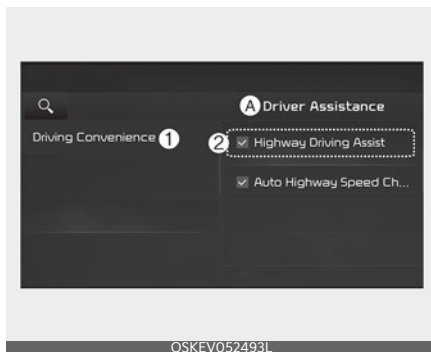 A Driver Assistance
Driving Convenience 1
2 Highway Driving Assist
Auto Highway Speed Ch...
OSKEV052493L